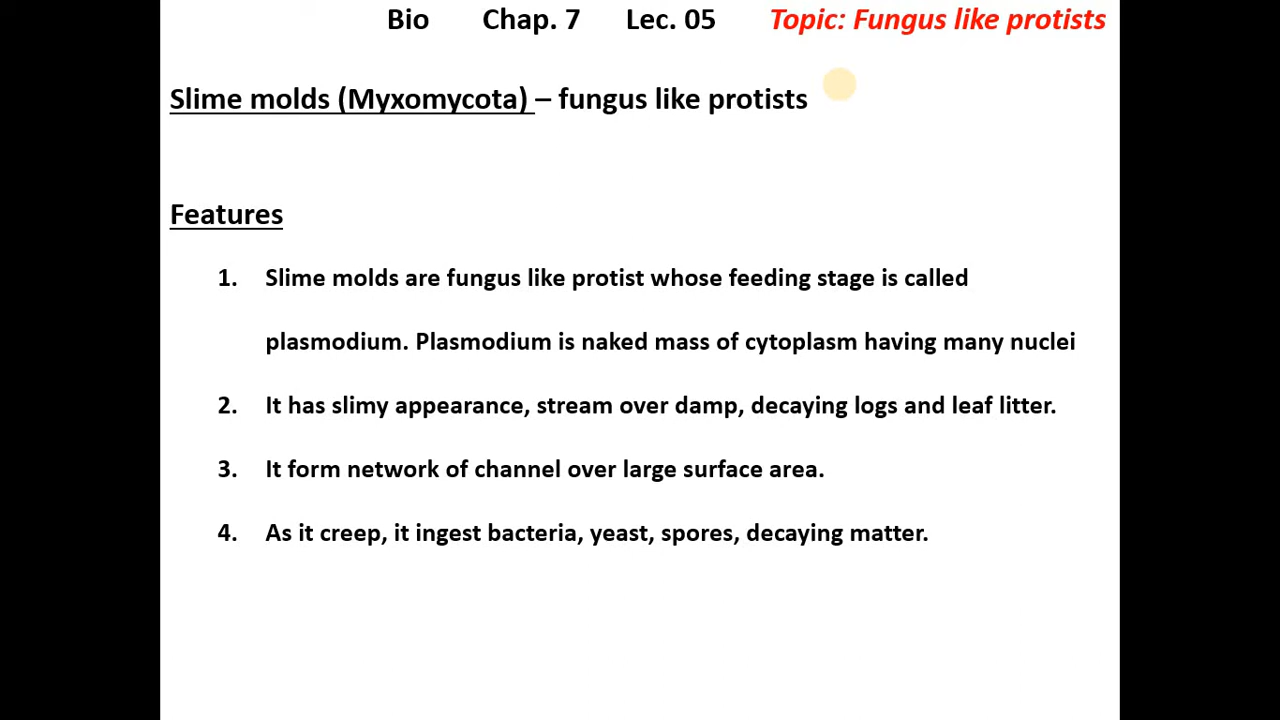 Bio Chap. 7 Lec. 05 Topic: Fungus like protists
Slime molds (Myxomycota) – fungus like protists
Features
1. Slime molds are fungus like protist whose feeding stage is called
plasmodium. Plasmodium is naked mass of cytoplasm having many nuclei
2. It has slimy appearance, stream over damp, decaying logs and leaf litter.
3. It form network of channel over large surface area.
4. As it creep, it ingest bacteria, yeast, spores, decaying matter.